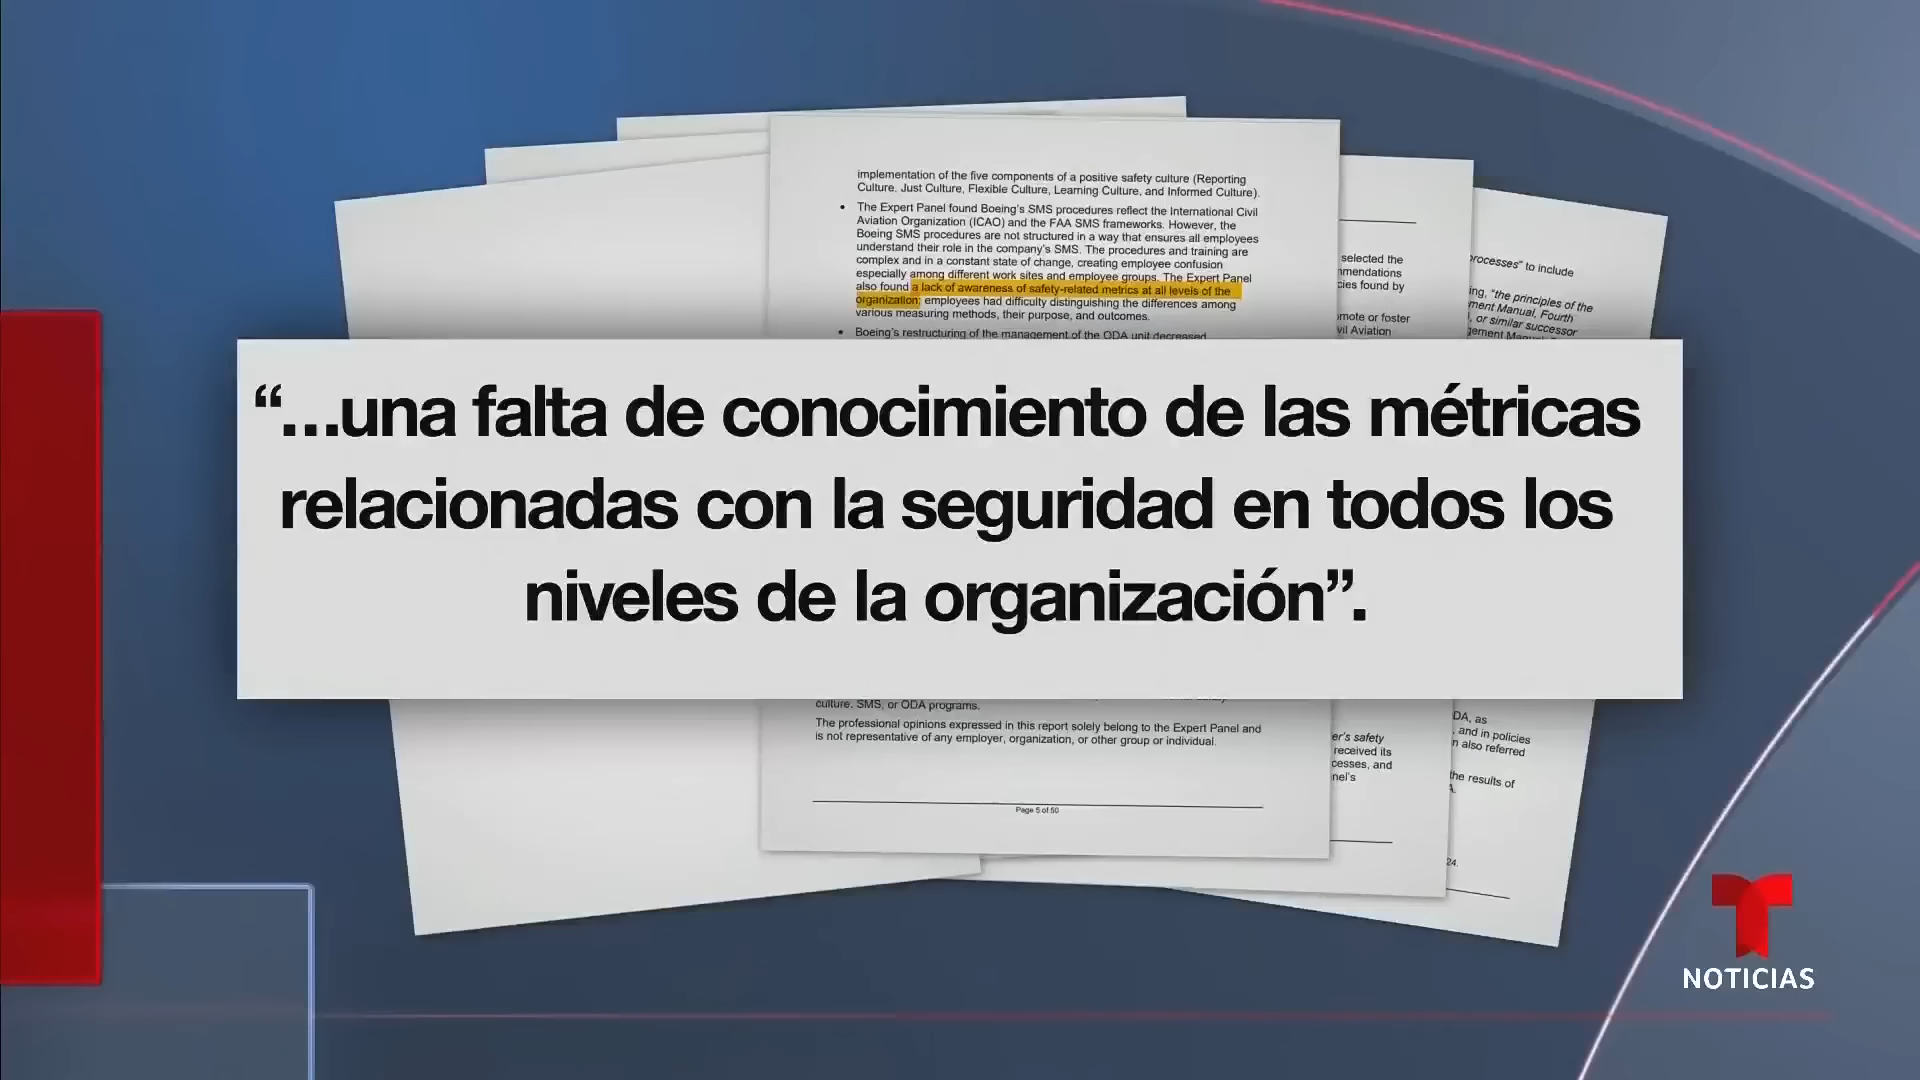 implementation of the five components of a positive safety culture (Reporting
Culture. Just Culture, Flexible Culture, Learning Culture, and Informed Culture).
• The Expert Panel found Boeing's SMS procedures reflect the International Civil
Aviation Organization (ICAO) and the FAA SMS frameworks. However, the
Boeing SMS procedures are not structured in a way that ensures all employees
understand their role in the company's SMS. The procedures and training are
complex and in a constant state of change, creating employee confusion
especially among different work sites and employee groups. The Expert Panel
also found a lack of awareness of safety-related metrics at all levels of the
organization; employees had difficulty distinguishing the differences among
various measuring methods, their purpose, and outcomes.
• Boeing's restructuring of the management of the ODA unit decreased
selected the
cies found by
mote or foster
vil Aviation
processes” to include
ing, “the principles of the
ment Manual, Fourth
, or similar successor
“...una falta de conocimiento de las métricas
relacionadas con la seguridad en todos los
niveles de la organización”.
culture. SMS, or ODA programs.
The professional opinions expressed in this report solely belong to the Expert Panel and
is not representative of any employer, organization, or other group or individual.
Page 5 of 50
er's safety
received its
cesses, and
nel's
DA, as
, and in policies
n also referred
the results of
24.
NOTICIAS